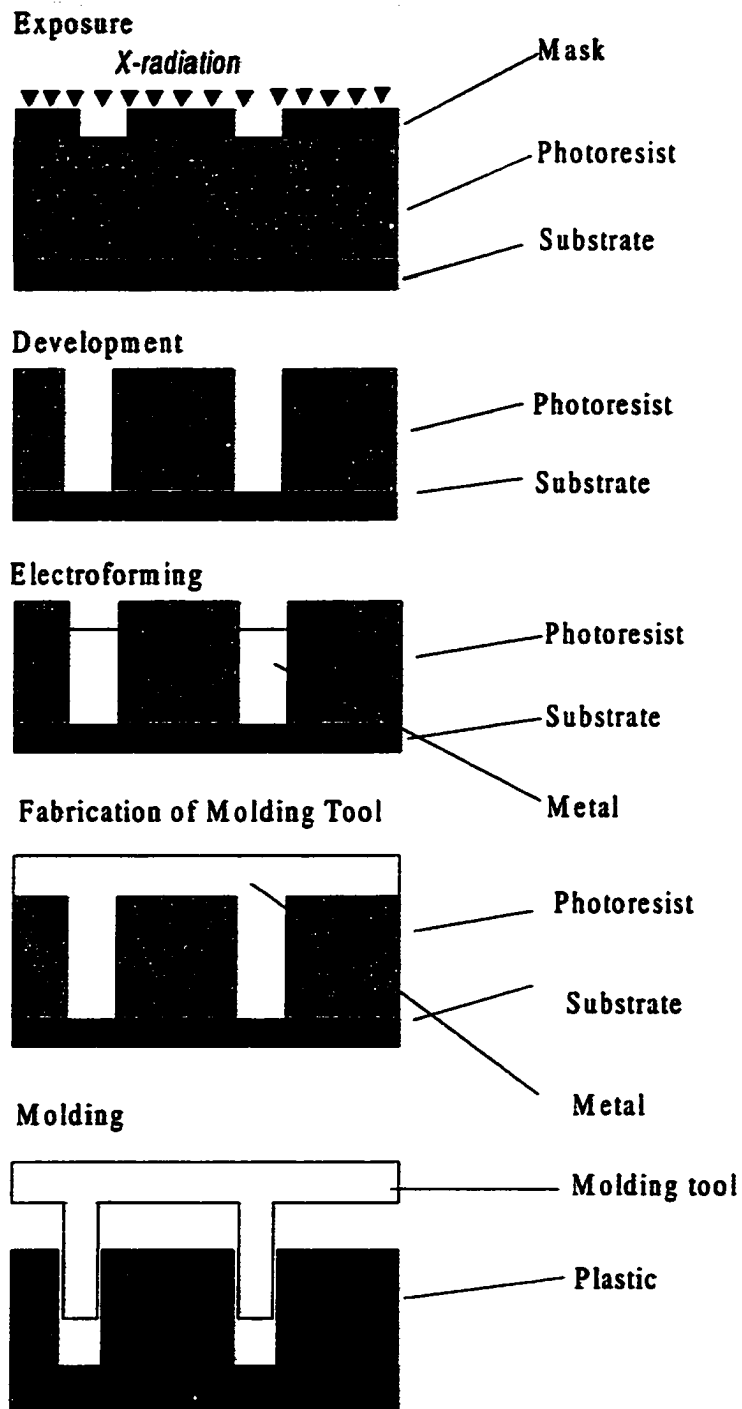 Exposure
X-radiation
Mask
Photoresist
Substrate
Development
Photoresist
Substrate
Electroforming
Photoresist
Substrate
Metal
Fabrication of Molding Tool
Photoresist
Substrate
Metal
Molding
Molding tool
Plastic